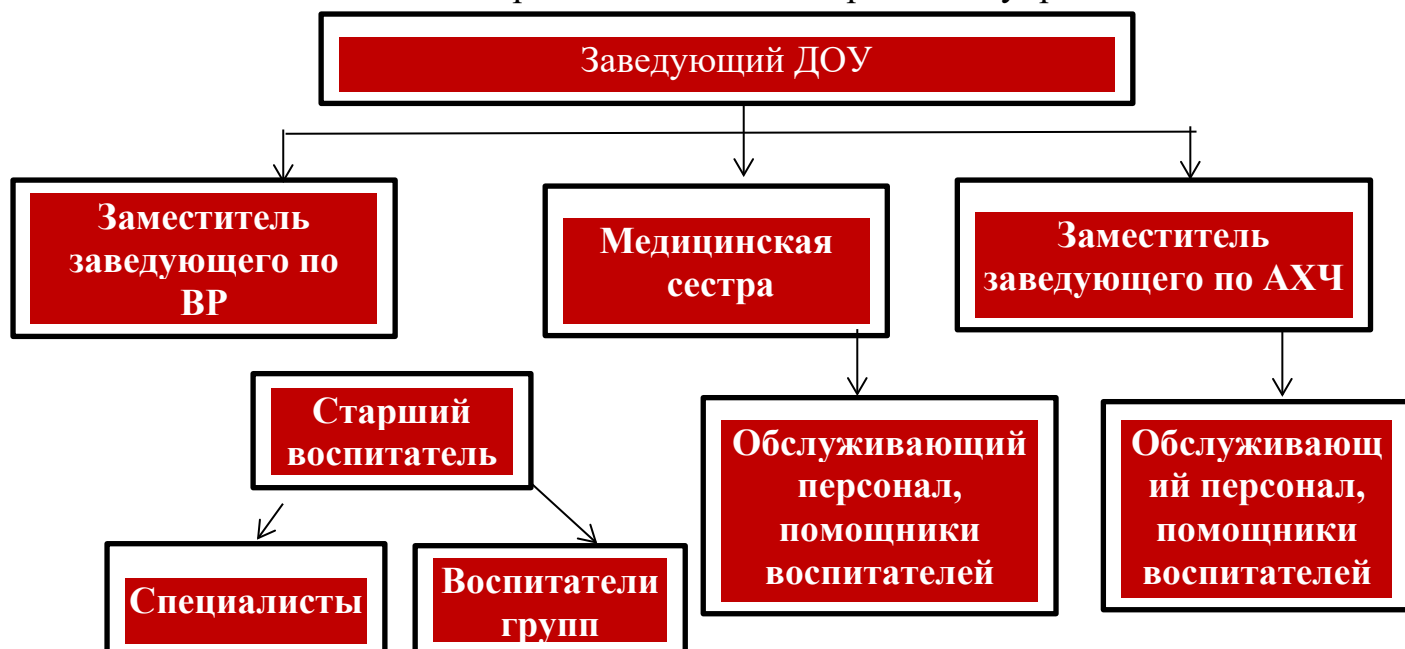 Заведующий ДОУ
Заместитель
заведующего по
ВР
Медицинская
сестра
Заместитель
заведующего по АХЧ
Старший
воспитатель
Обслуживающий
персонал,
помощники
воспитателей
Обслуживающ
ий персонал,
помощники
воспитателей
Специалисты
Воспитатели
групп